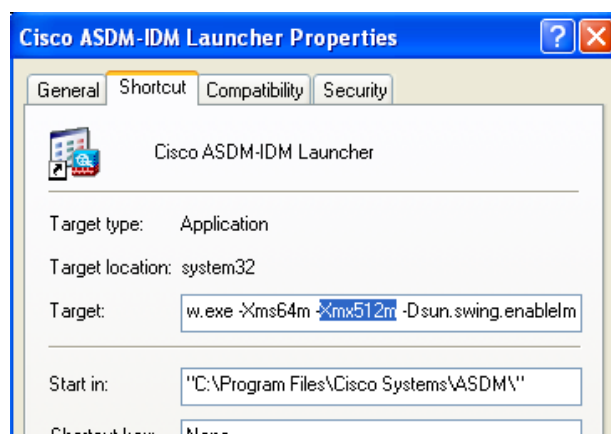 Cisco ASDM-IDM Launcher Properties
General Shortcut Compatibility Security
Cisco ASDM-IDM Launcher
Target type: Application
Target location: system32
Target: w.exe -Xms64m -Xmx512m -Dsun.swing.enableIm
Start in: "C:\Program Files\Cisco Systems\ASDM\"